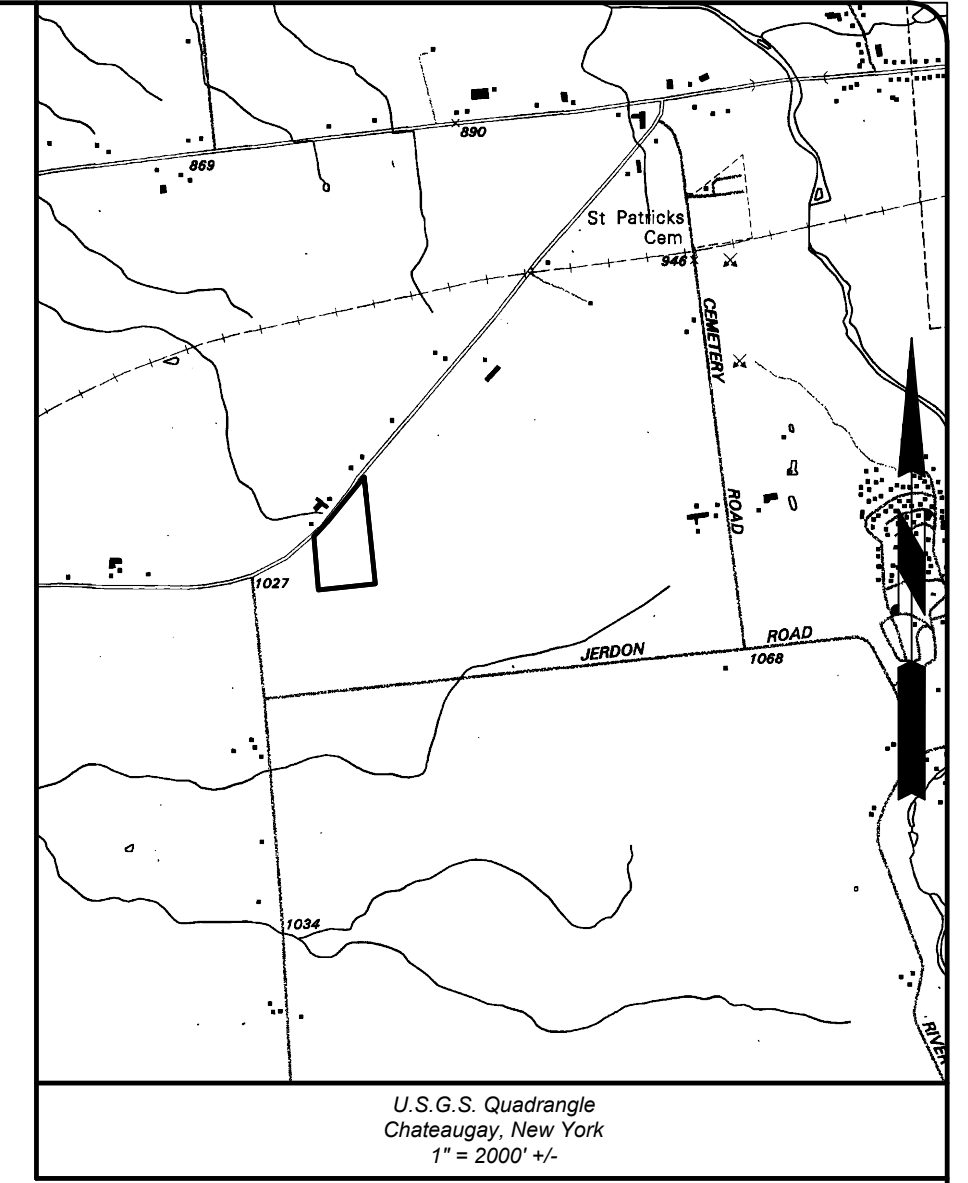 890
869
St Patricks
Cem
946
CEMETERY
ROAD
1027
JERDON
ROAD
1068
1034
RIVER
U.S.G.S. Quadrangle
Chateaugay, New York
1" = 2000' +/-